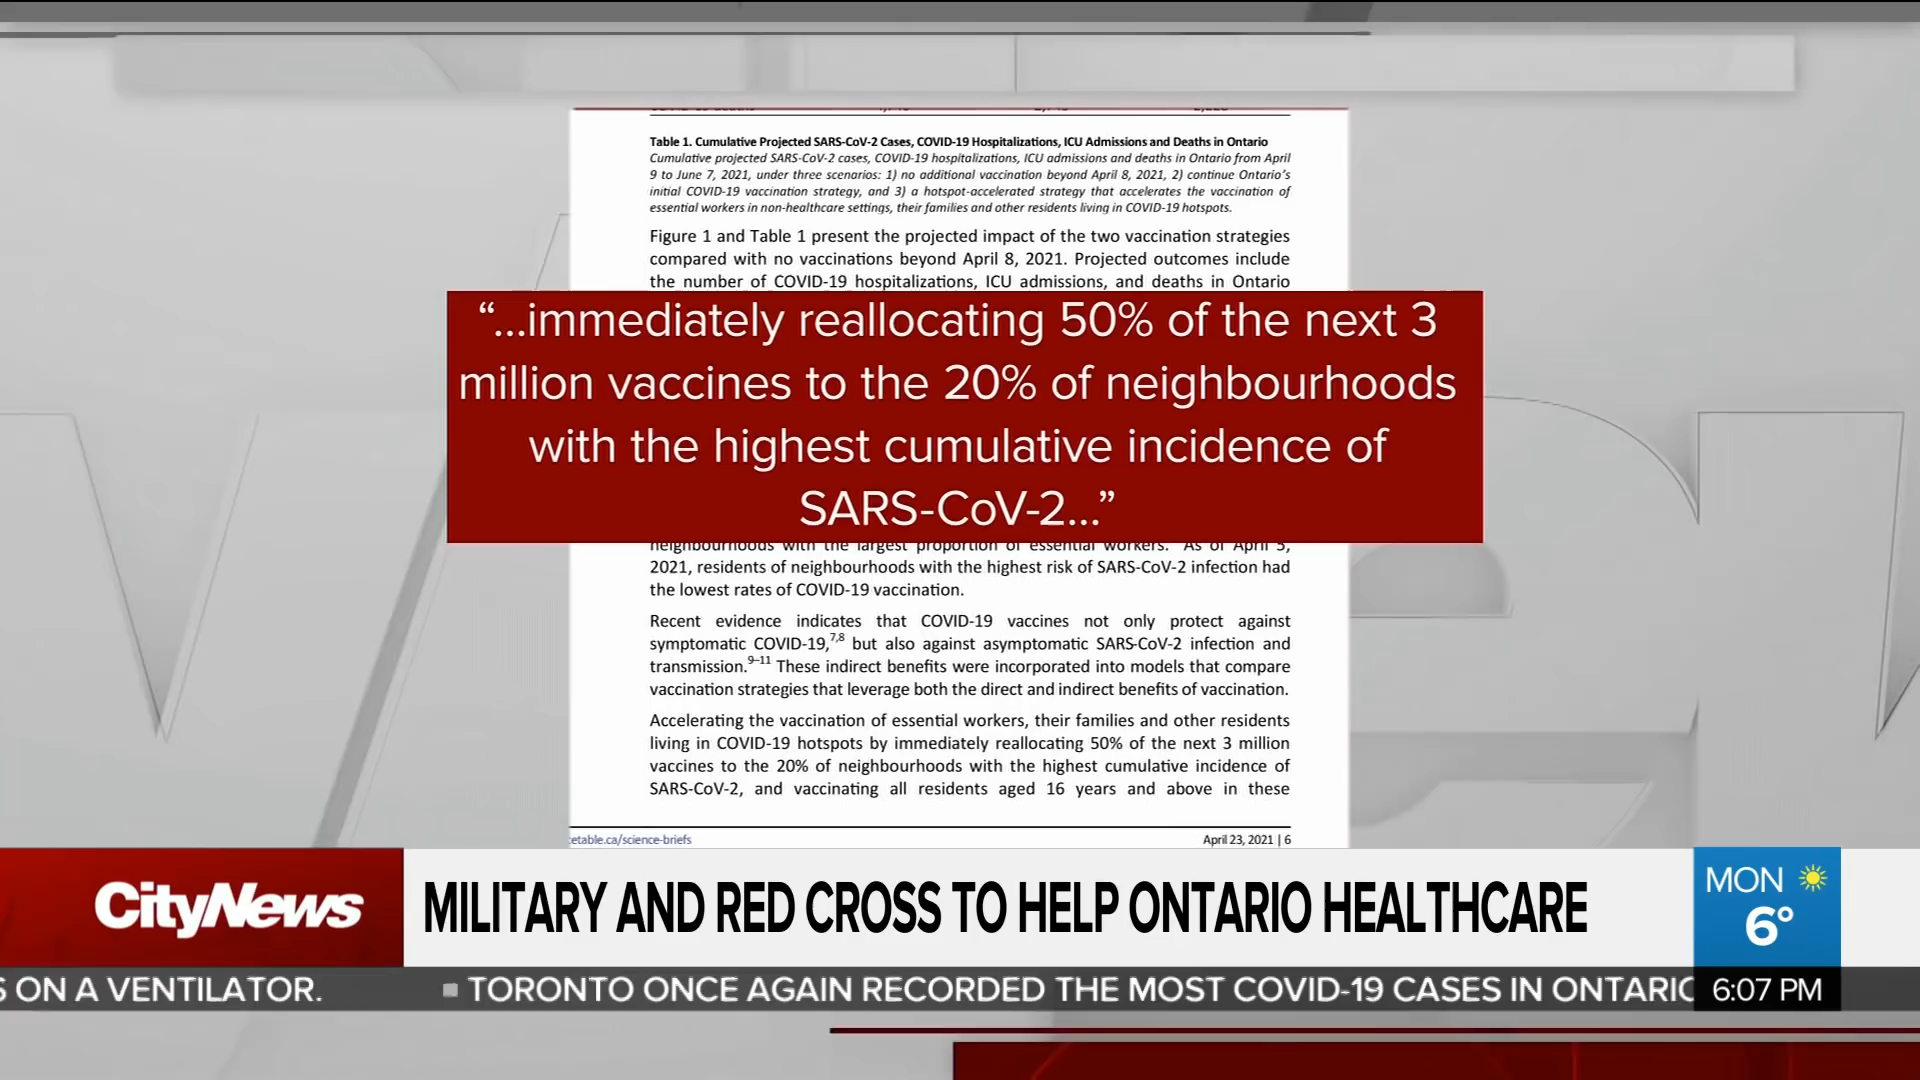 Table 1. Cumulative Projected SARS-CoV-2 Cases, COVID-19 Hospitalizations, ICU Admissions and Deaths in Ontario
Cumulative projected SARS-CoV-2 cases, COVID-19 hospitalizations, ICU admissions and deaths in Ontario from April
9 to June 7, 2021, under three scenarios: 1) no additional vaccination beyond April 8, 2021, 2) continue Ontario's
initial COVID-19 vaccination strategy, and 3) a hotspot-accelerated strategy that accelerates the vaccination of
essential workers in non-healthcare settings, their families and other residents living in COVID-19 hotspots.
Figure 1 and Table 1 present the projected impact of the two vaccination strategies
compared with no vaccinations beyond April 8, 2021. Projected outcomes include
the number of COVID-19 hospitalizations, ICU admissions, and deaths in Ontario
“...immediately reallocating 50% of the next 3
million vaccines to the 20% of neighbourhoods
with the highest cumulative incidence of
SARS-CoV-2...”
neighbourhoods with the largest proportion of essential workers. As of April 5,
2021, residents of neighbourhoods with the highest risk of SARS-CoV-2 infection had
the lowest rates of COVID-19 vaccination.
Recent evidence indicates that COVID-19 vaccines not only protect against
symptomatic COVID-19,7,8 but also against asymptomatic SARS-CoV-2 infection and
transmission.9–11 These indirect benefits were incorporated into models that compare
vaccination strategies that leverage both the direct and indirect benefits of vaccination.
Accelerating the vaccination of essential workers, their families and other residents
living in COVID-19 hotspots by immediately reallocating 50% of the next 3 million
vaccines to the 20% of neighbourhoods with the highest cumulative incidence of
SARS-CoV-2, and vaccinating all residents aged 16 years and above in these
etable.ca/science-briefs April 23, 2021 | 6
CityNews
MILITARY AND RED CROSS TO HELP ONTARIO HEALTHCARE
MON
6°
S ON A VENTILATOR. TORONTO ONCE AGAIN RECORDED THE MOST COVID-19 CASES IN ONTARIO
6:07 PM